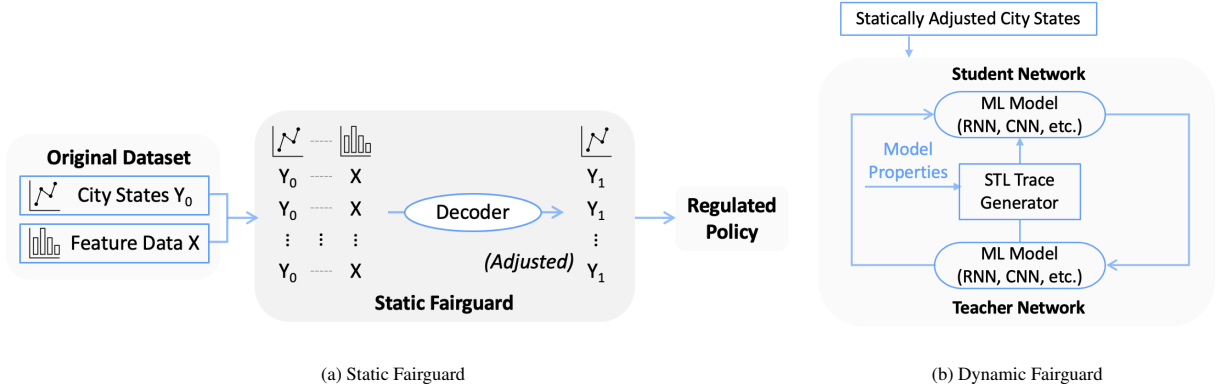 Original Dataset
City States Y₀
Feature Data X
Y₀ X
Y₀ X
Y₀ X
Decoder
(Adjusted)
Y₁
Y₁
Y₁
Static Fairguard
Regulated
Policy
(a) Static Fairguard
Statically Adjusted City States
Student Network
ML Model
(RNN, CNN, etc.)
Model
Properties
STL Trace
Generator
ML Model
(RNN, CNN, etc.)
Teacher Network
(b) Dynamic Fairguard